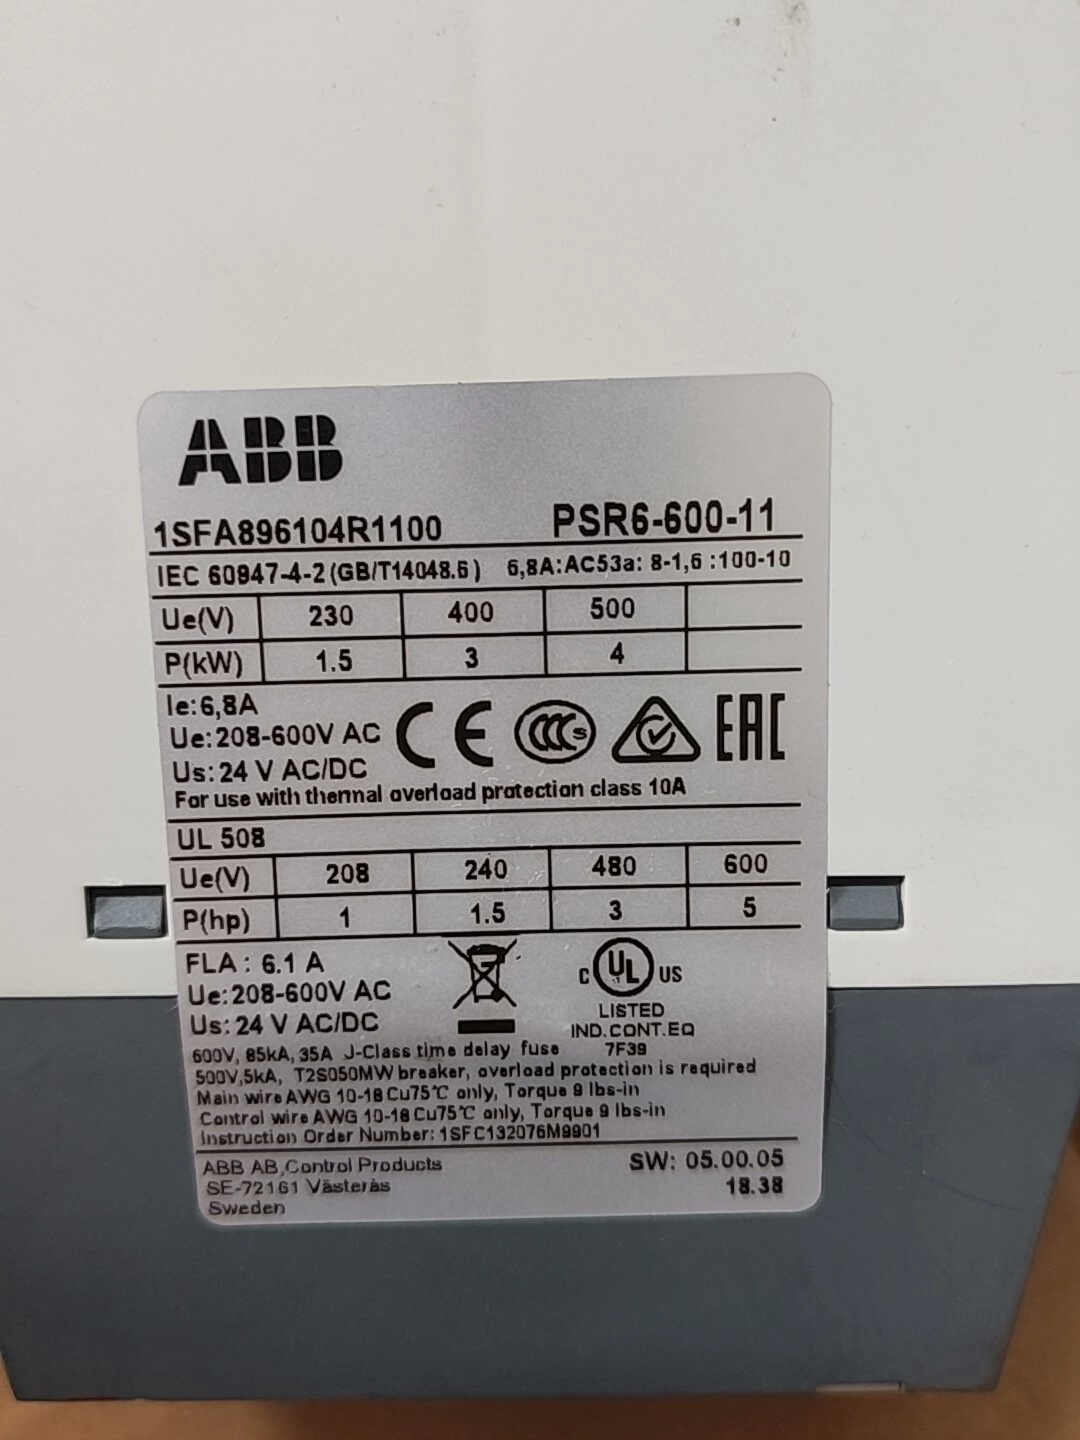 ABB
1SFA896104R1100 PSR6-600-11
IEC 60947-4-2 (GB/T14048.6) 6,8A:AC53a: 8-1,6 :100-10
Ue(V) 230 400 500
P(kW) 1.5 3 4
Ie:6,8A
Ue:208-600V AC
Us:24 V AC/DC
CE CCC S EAC
For use with thermal overload protection class 10A
UL 508
Ue(V) 208 240 480 600
P(hp) 1 1.5 3 5
FLA : 6.1 A
Ue:208-600V AC
Us:24 V AC/DC
C UL US
LISTED
IND.CONT.EQ
7F39
600V, 85kA, 35A J-Class time delay fuse
500V,5kA, T2S050MW breaker, overload protection is required
Main wire AWG 10-18 Cu75℃ only, Torque 9 lbs-in
Control wire AWG 10-18 Cu75℃ only, Torque 9 lbs-in
Instruction Order Number: 1SFC132076M9901
ABB AB,Control Products
SE-72161 Västerås
Sweden
SW: 05.00.05
18.38